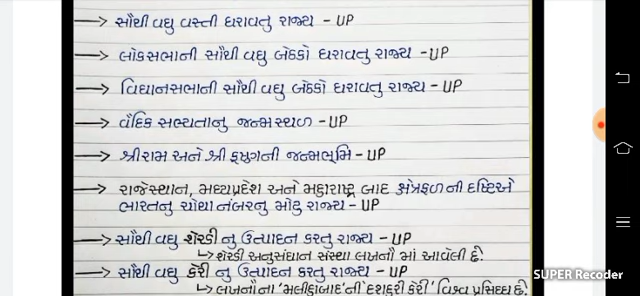 → સૌથી વધુ વસ્તી ધરાવતુ રાજ્ય - UP
→ લોકસભાની સૌથી વધુ બેઠકો ધરાવતુ રાજ્ય - UP
→ વિધાનસભાની સૌથી વધુ બેઠકો ધરાવતુ રાજ્ય - UP
→ વૈદિક સભ્યતાનુ જન્મસ્થળ - UP
→ શ્રીરામ અને શ્રી કૃષ્ણની જન્મભૂમિ - UP
→ રાજેસ્થાન, મધ્યપ્રદેશ અને મહારાષ્ટ્ર બાદ ક્ષેત્રફળ ની દષ્ટિએ
ભારતનુ ચોથા નંબરનુ મોટુ રાજ્ય - UP
→ સૌથી વધુ શેરડી નુ ઉત્પાદન કરતુ રાજ્ય - UP
↳ શેરડી અનુસંધાન સંસ્થા લખનૌ માં આવેલી છે.
→ સૌથી વધુ કેરી નુ ઉત્પાદન કરતુ રાજ્ય - UP
↳ લખનૌના 'મલીહાબાદ'ની 'દશહરી કેરી' વિશ્વ પ્રસિધ્ધ છે.
SUPER Recoder